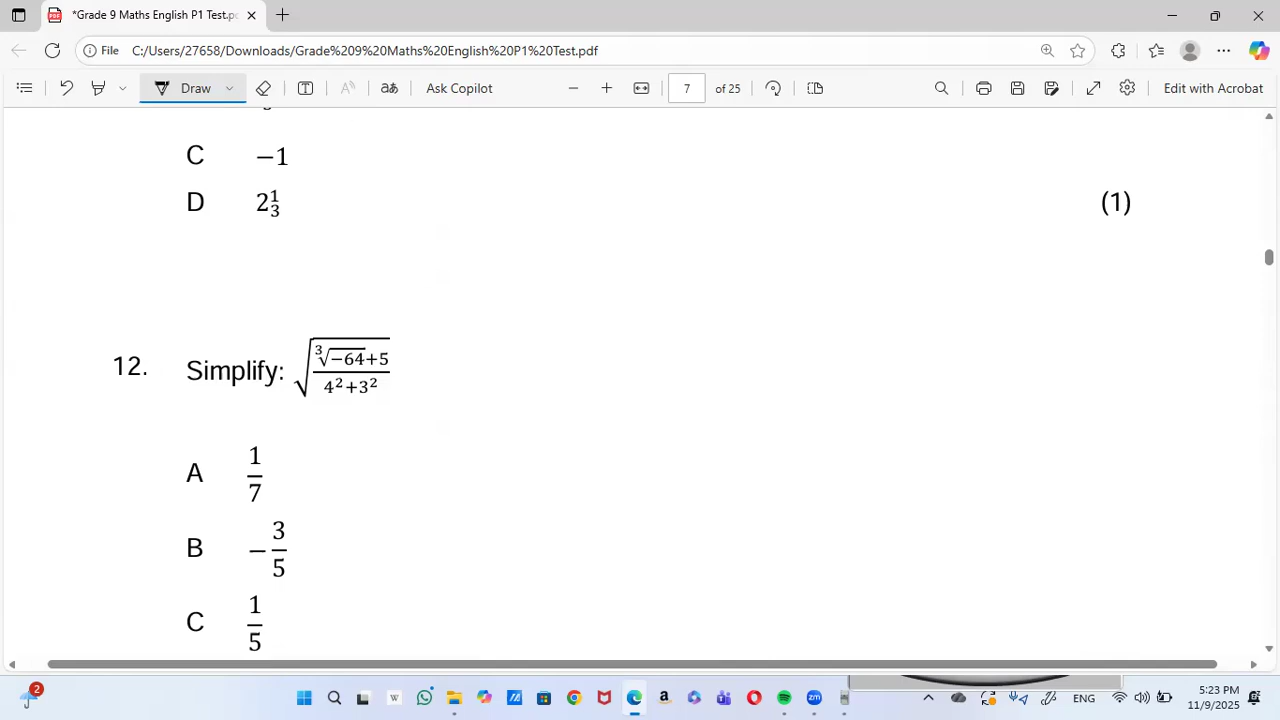 *Grade 9 Maths English P1 Test.pc
File C:/Users/27658/Downloads/Grade%209%20Maths%20English%20P1%20Test.pdf
Draw Ask Copilot 7 of 25 Edit with Acrobat
C −1
D 2 1/3 (1)
12. Simplify: √((∛−64+5)/(4²+3²))
A 1/7
B −3/5
C 1/5
2 ENG 5:23 PM
11/9/2025